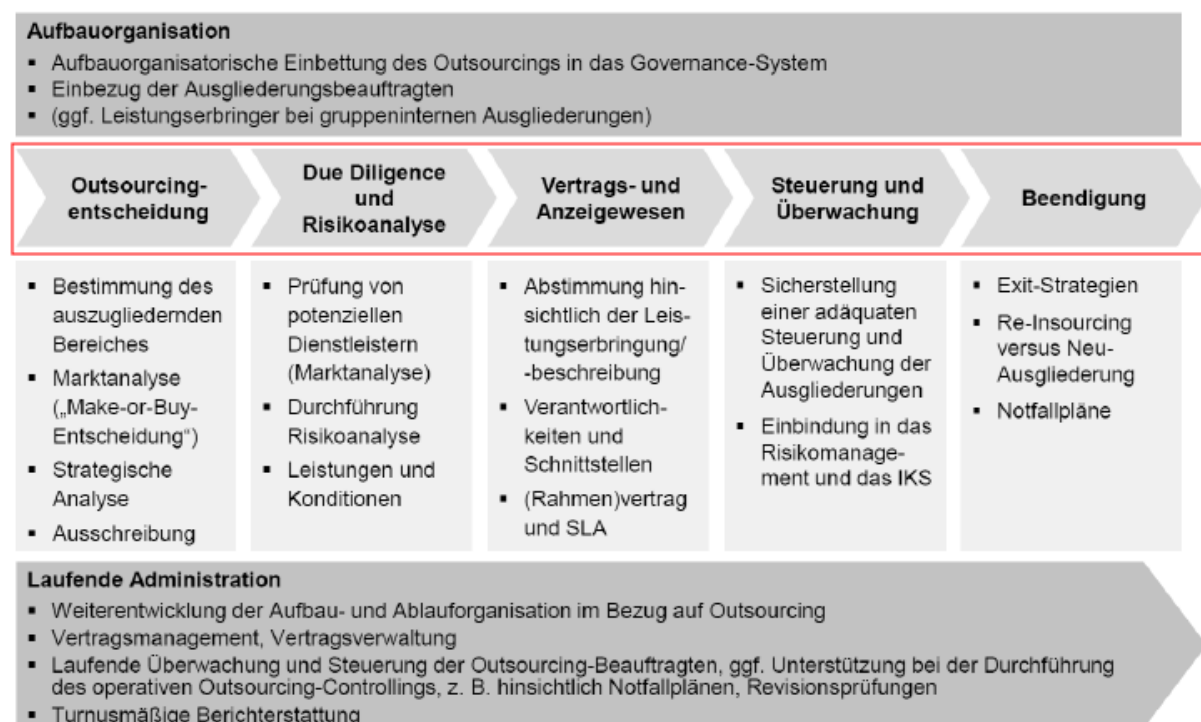 Aufbauorganisation
▪ Aufbauorganisatorische Einbettung des Outsourcings in das Governance-System
▪ Einbezug der Ausgliederungsbeauftragten
▪ (ggf. Leistungserbringer bei gruppeninternen Ausgliederungen)
Outsourcing-
entscheidung
Due Diligence
und
Risikoanalyse
Vertrags- und
Anzeigewesen
Steuerung und
Überwachung
Beendigung
▪ Bestimmung des
auszugliedernden
Bereiches
▪ Marktanalyse
(„Make-or-Buy-
Entscheidung“)
▪ Strategische
Analyse
▪ Ausschreibung
▪ Prüfung von
potenziellen
Dienstleistern
(Marktanalyse)
▪ Durchführung
Risikoanalyse
▪ Leistungen und
Konditionen
▪ Abstimmung hin-
sichtlich der Leis-
tungserbringung/
-beschreibung
▪ Verantwortlich-
keiten und
Schnittstellen
▪ (Rahmen)vertrag
und SLA
▪ Sicherstellung
einer adäquaten
Steuerung und
Überwachung der
Ausgliederungen
▪ Einbindung in das
Risikomanage-
ment und das IKS
▪ Exit-Strategien
▪ Re-Insourcing
versus Neu-
Ausgliederung
▪ Notfallpläne
Laufende Administration
▪ Weiterentwicklung der Aufbau- und Ablauforganisation im Bezug auf Outsourcing
▪ Vertragsmanagement, Vertragsverwaltung
▪ Laufende Überwachung und Steuerung der Outsourcing-Beauftragten, ggf. Unterstützung bei der Durchführung
des operativen Outsourcing-Controllings, z. B. hinsichtlich Notfallplänen, Revisionsprüfungen
▪ Turnusmäßige Berichterstattung